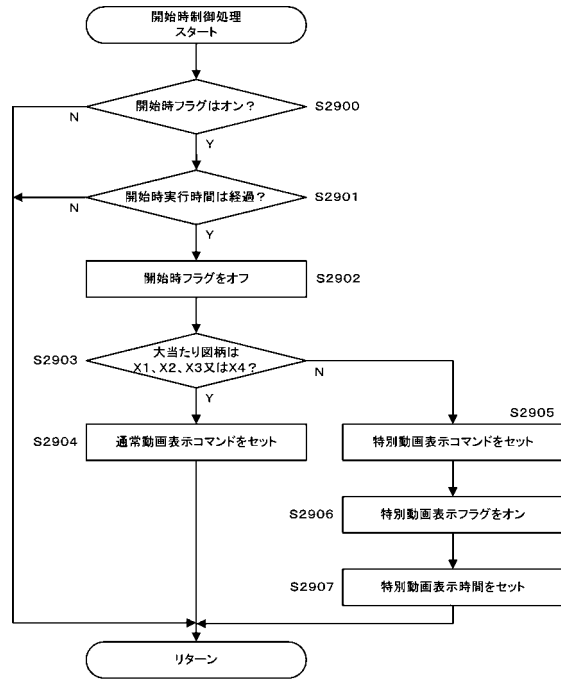 開始時制御処理
スタート
開始時フラグはオン？
S2900
N
Y
開始時実行時間は経過？
S2901
N
Y
開始時フラグをオフ
S2902
大当たり図柄は
X1、X2、X3又はX4？
S2903
N
Y
S2904
通常動画表示コマンドをセット
S2905
特別動画表示コマンドをセット
S2906
特別動画表示フラグをオン
S2907
特別動画表示時間をセット
リターン